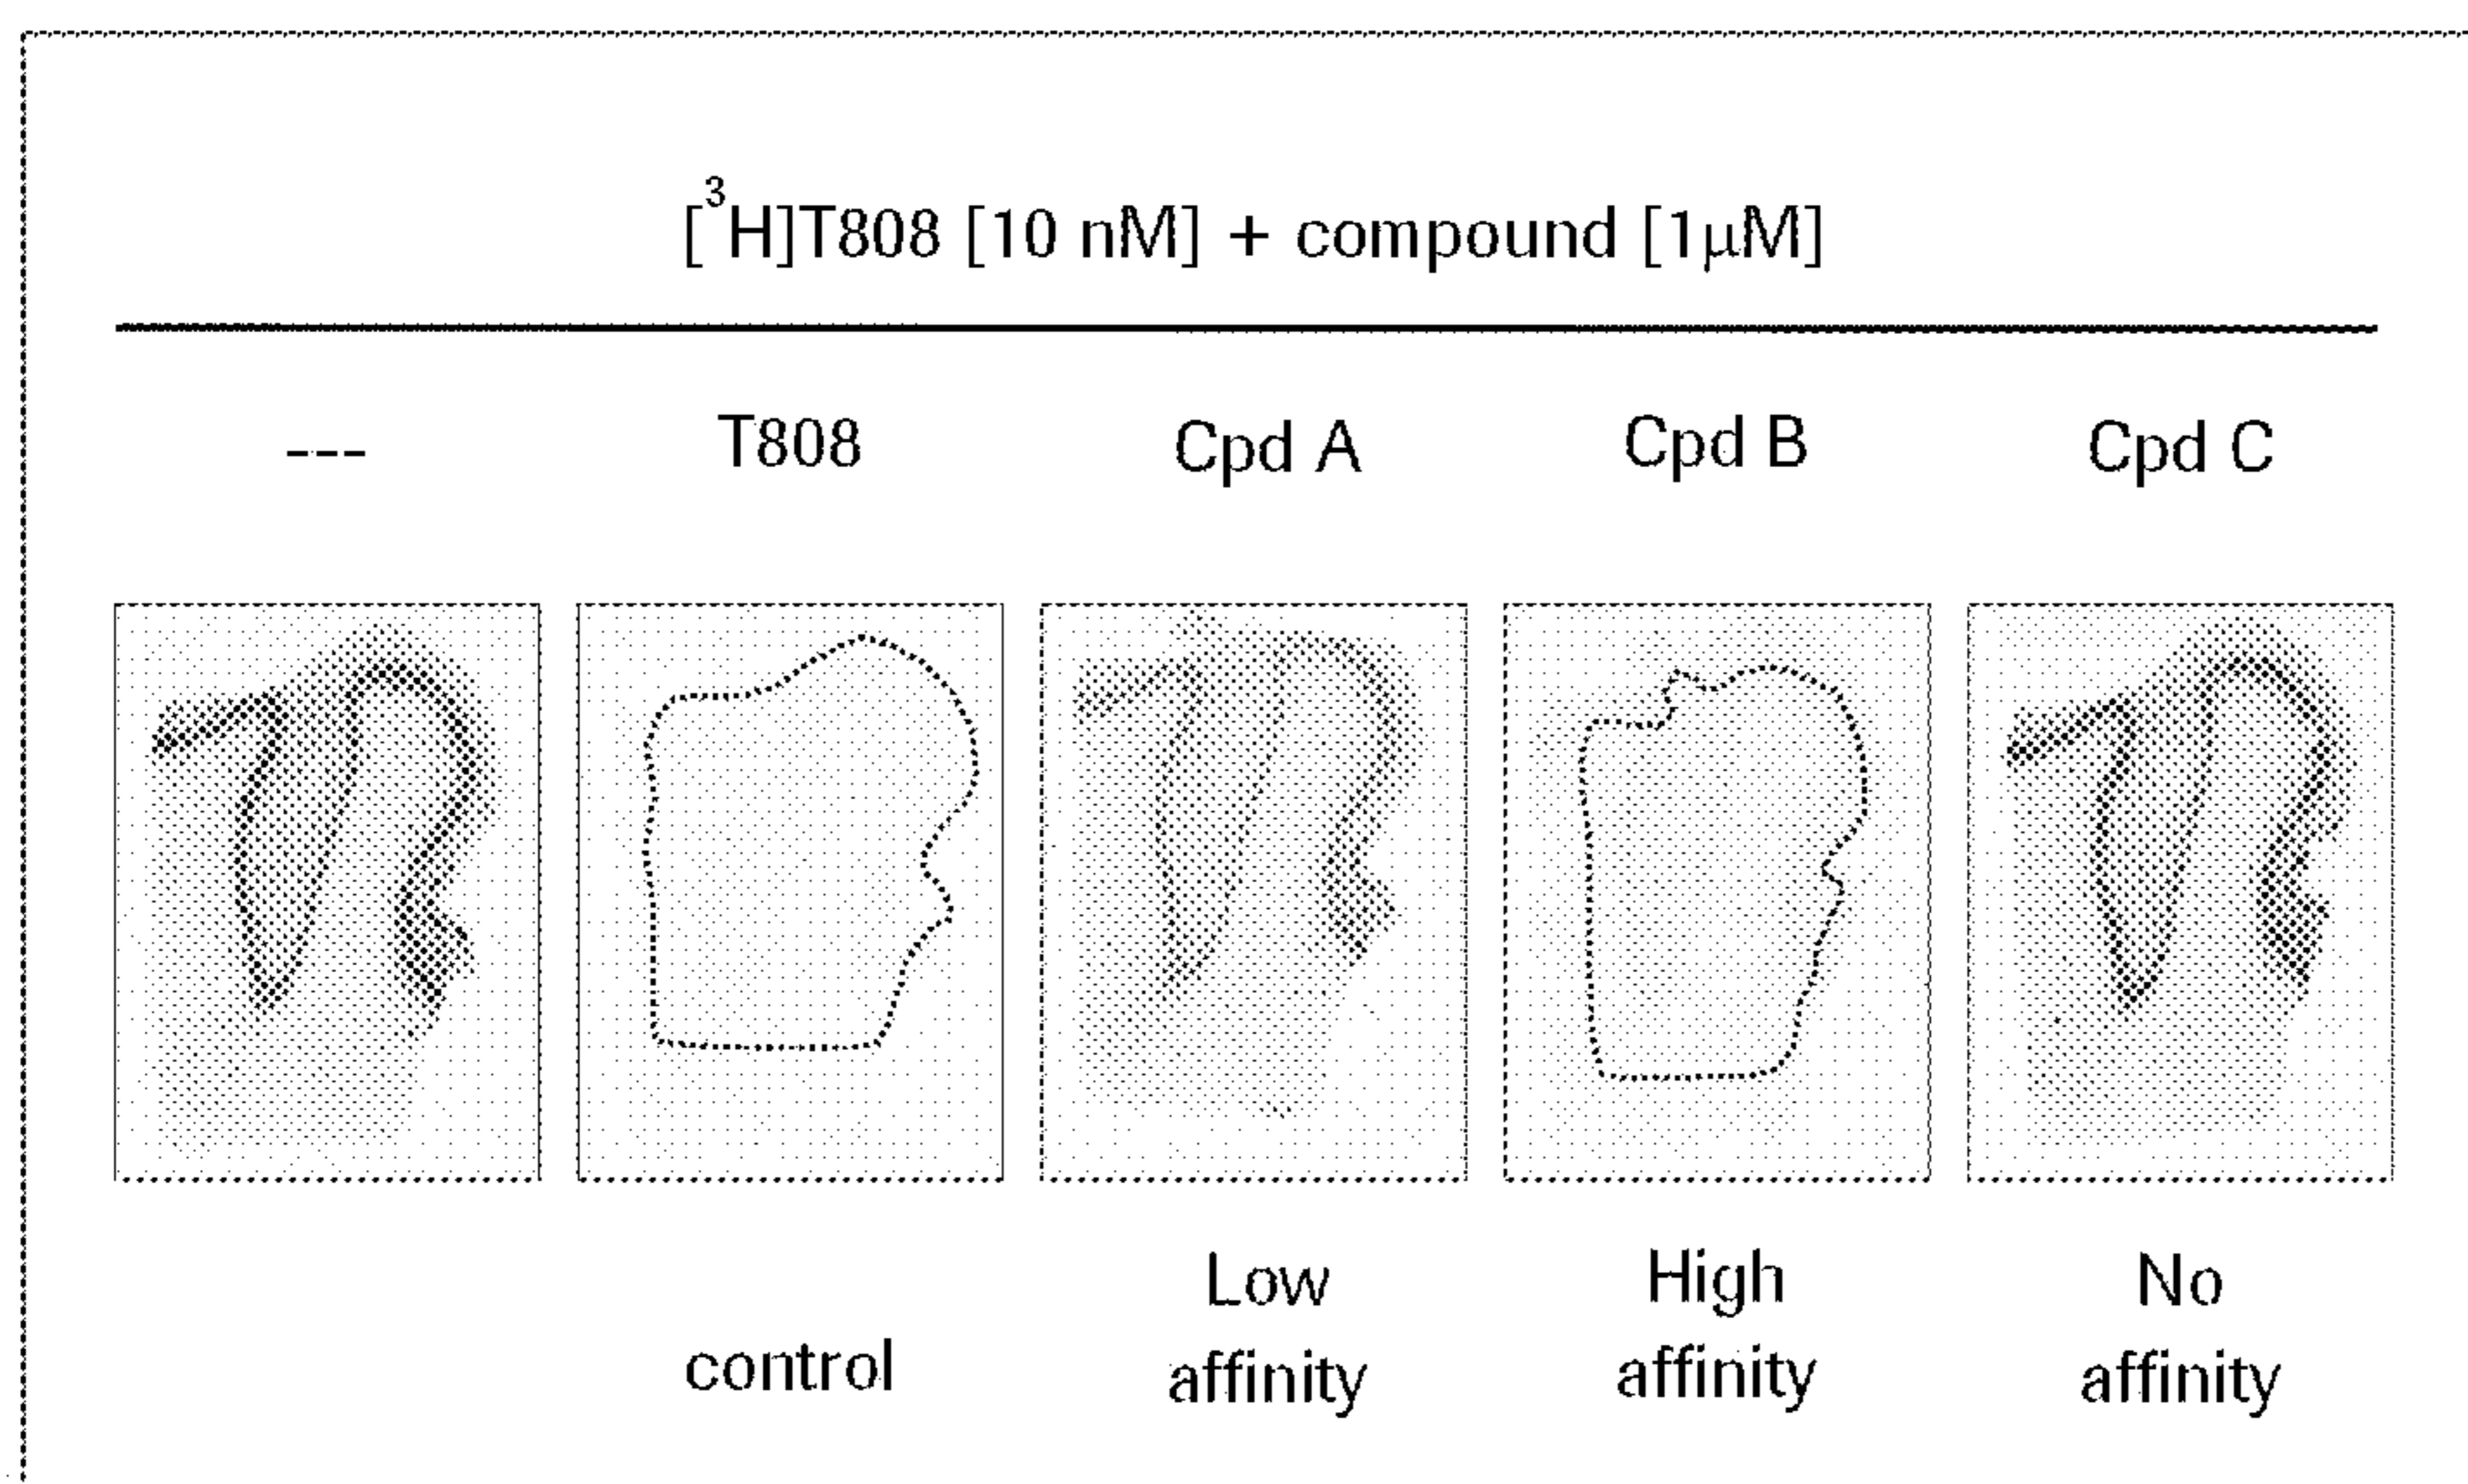 [³H]T808 [10 nM] + compound [1µM]
--- T808 Cpd A Cpd B Cpd C
Low High No
control affinity affinity affinity